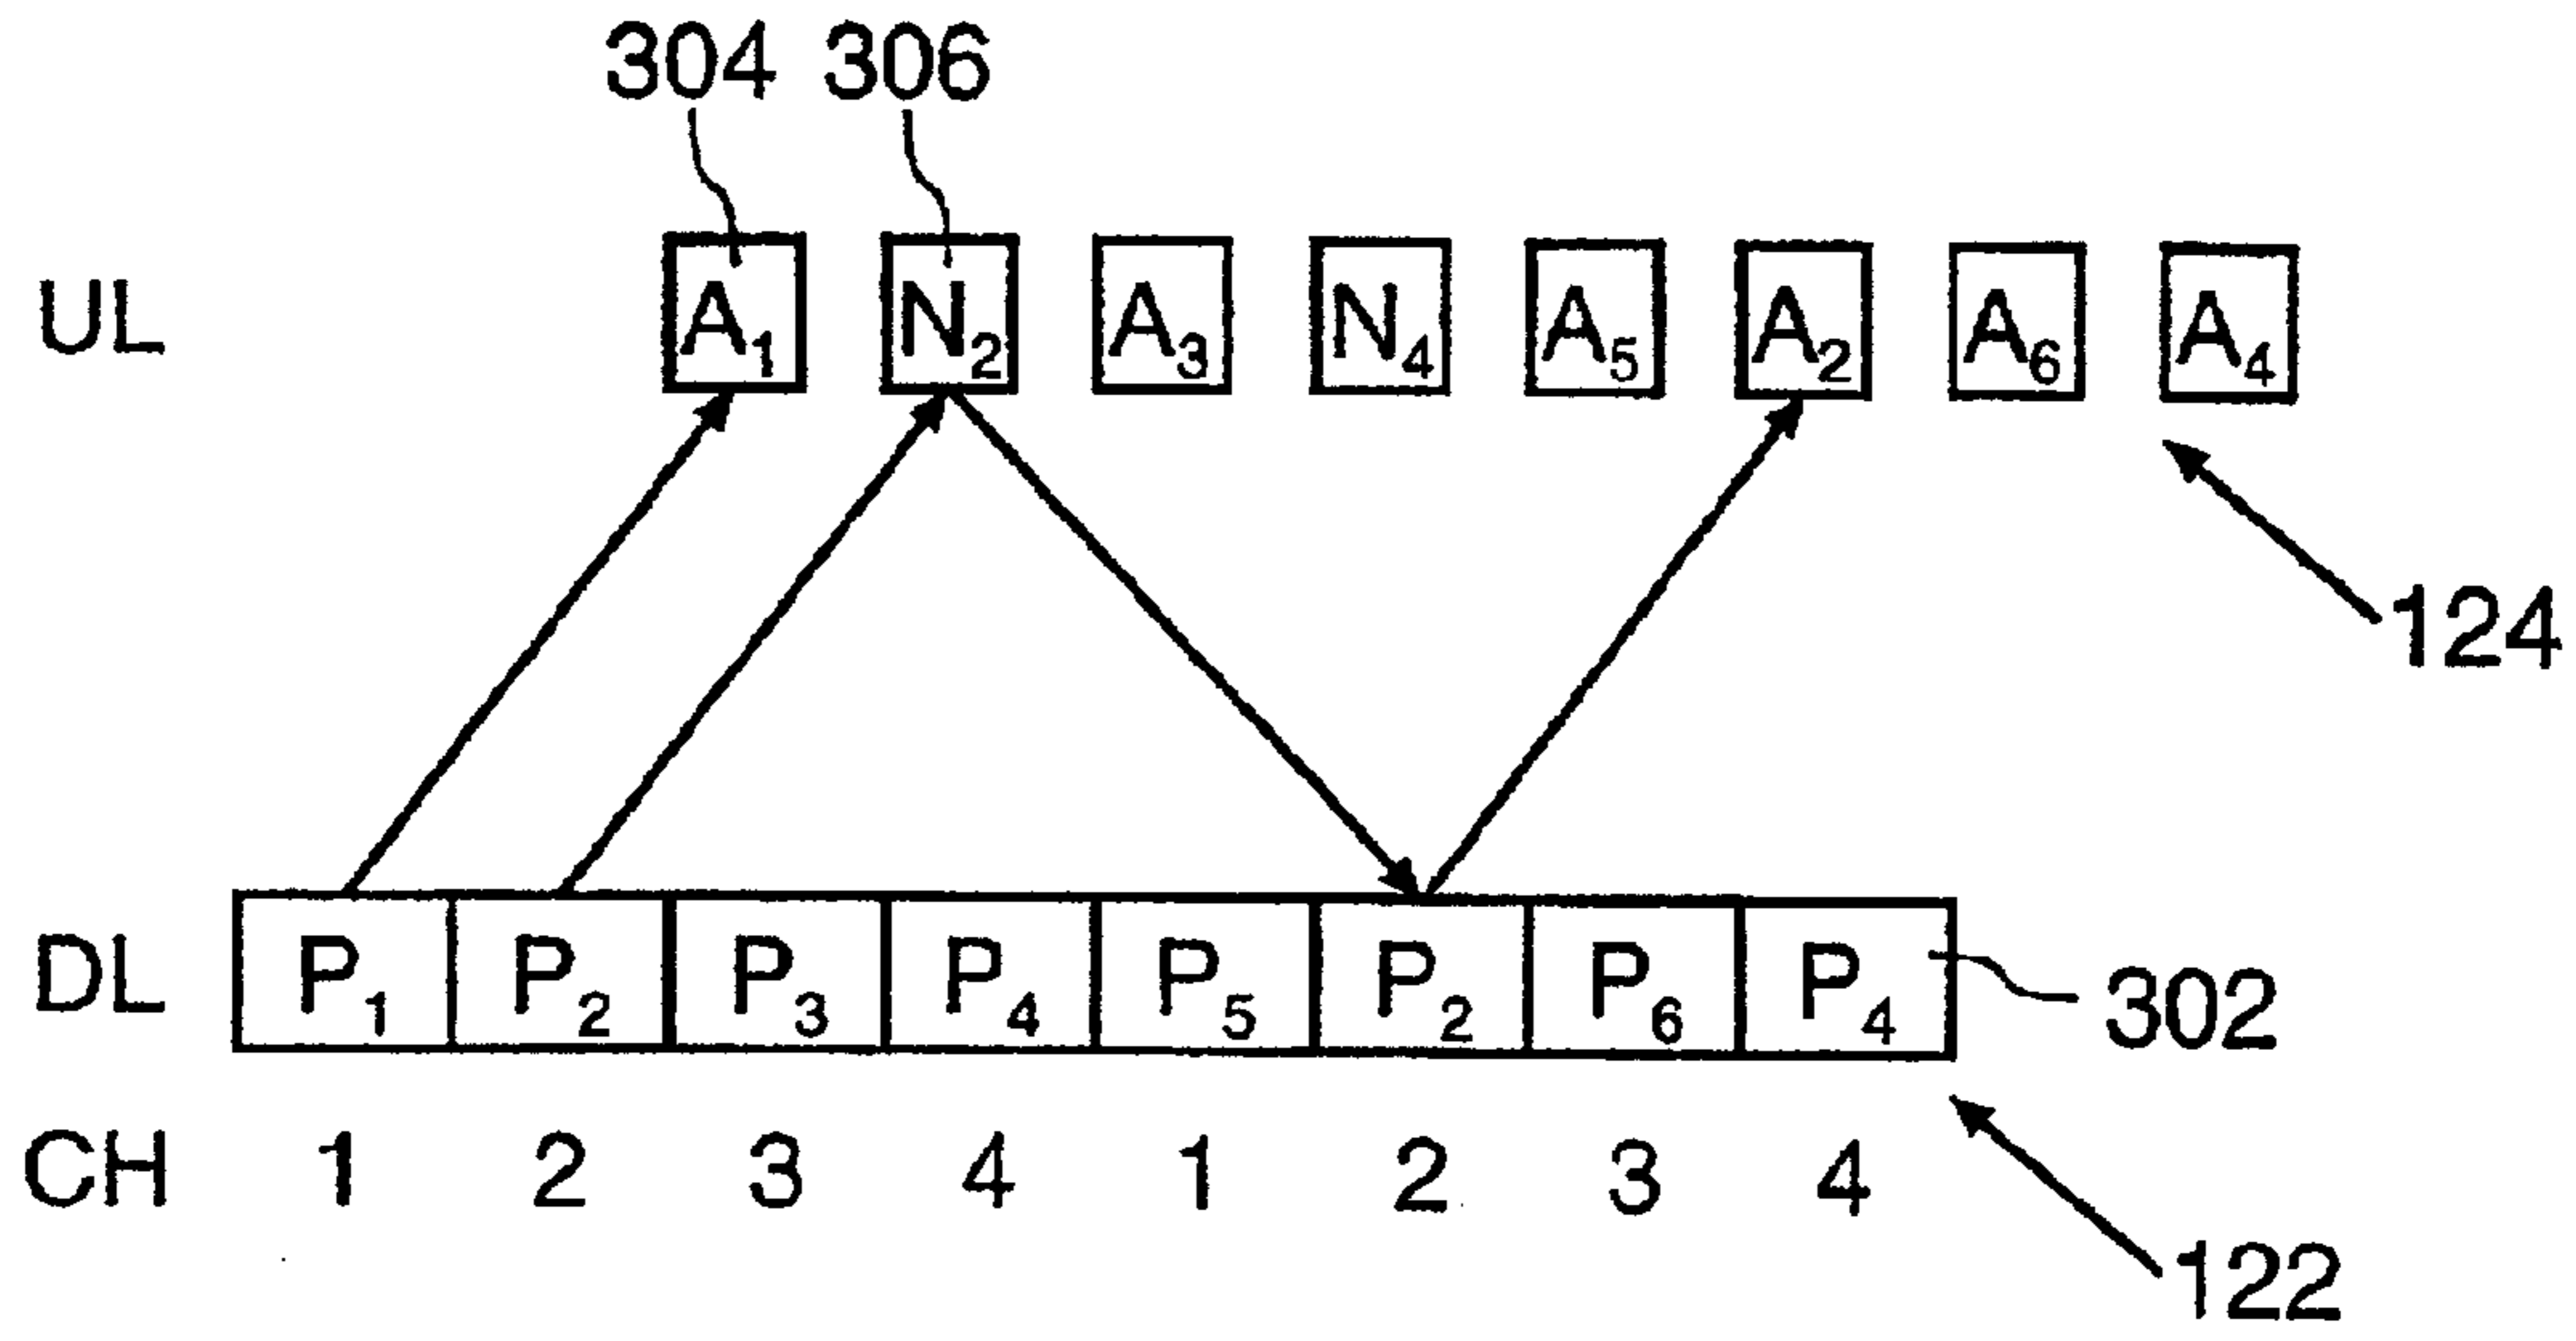 304 306
UL A1 N2 A3 N4 A5 A2 A6 A4
124
DL P1 P2 P3 P4 P5 P2 P6 P4 302
CH 1 2 3 4 1 2 3 4
122